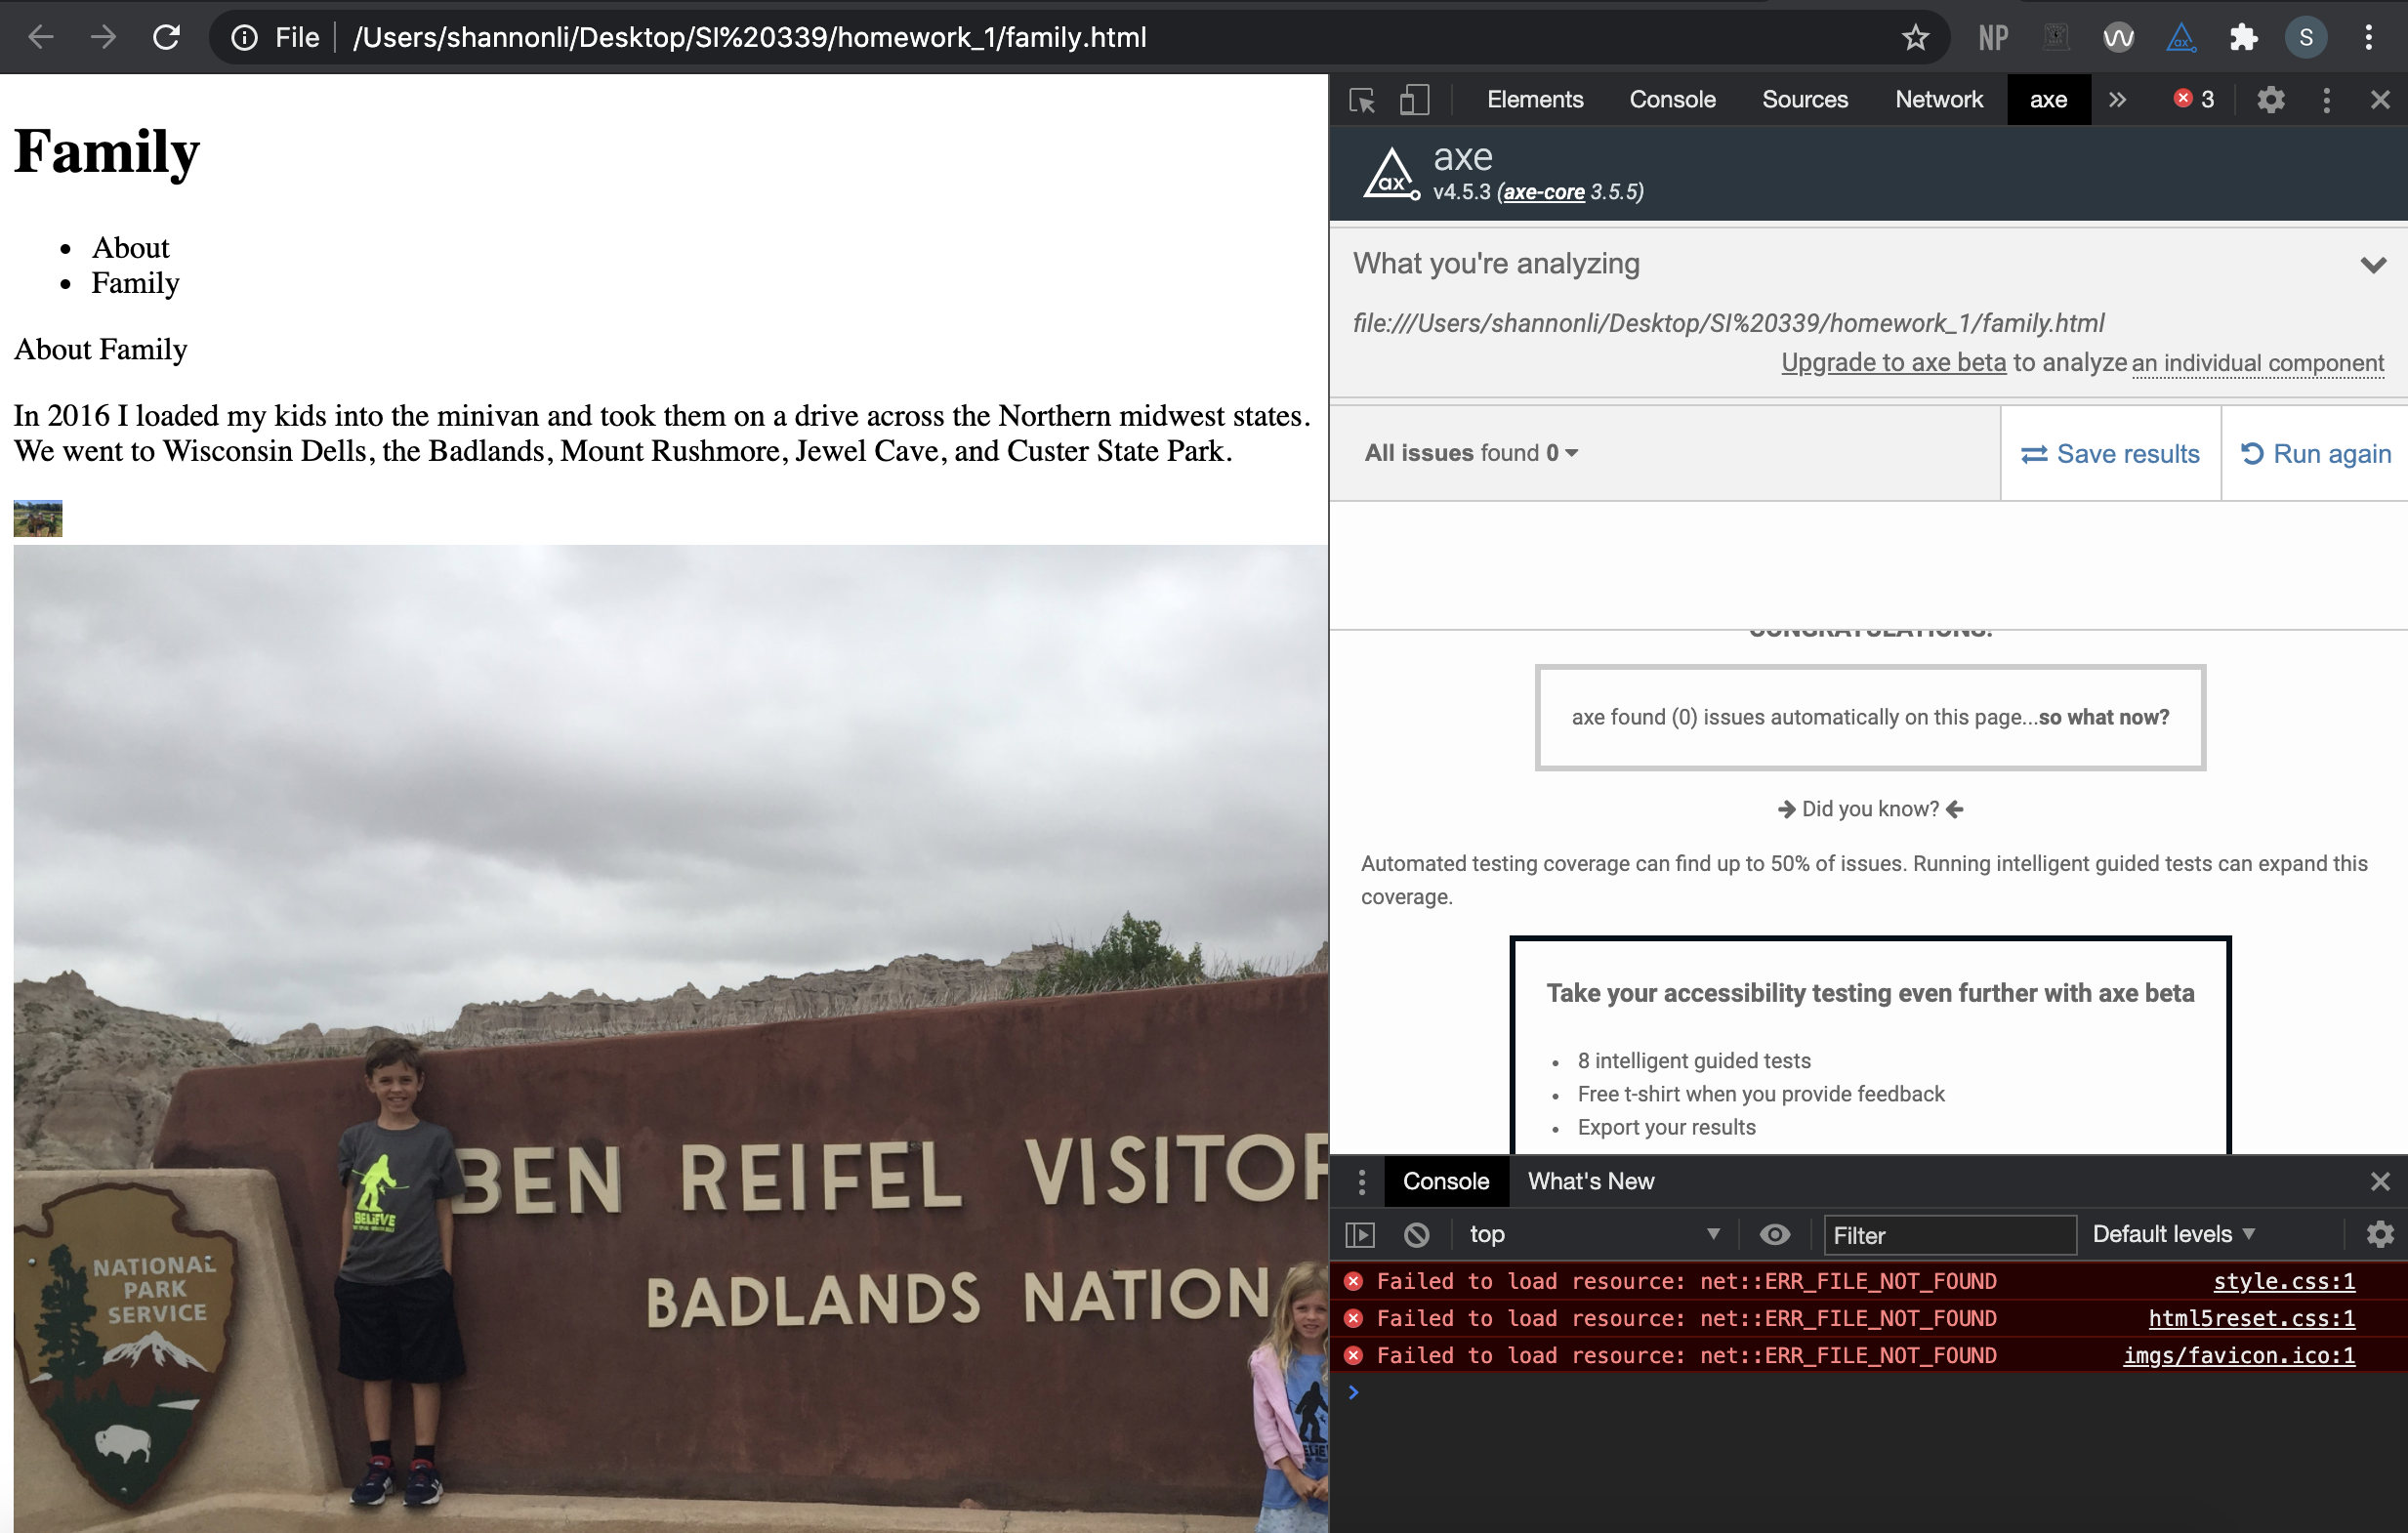 File /Users/shannonli/Desktop/SI%20339/homework_1/family.html
NP
ax
S
Family
About
Family
About Family
In 2016 I loaded my kids into the minivan and took them on a drive across the Northern midwest states.
We went to Wisconsin Dells, the Badlands, Mount Rushmore, Jewel Cave, and Custer State Park.
BEN REIFEL VISITOR
BADLANDS NATION
BELIEVE
NATIONAL
PARK
SERVICE
Elements Console Sources Network axe 3
ax
axe
v4.5.3 (axe-core 3.5.5)
What you're analyzing
file:///Users/shannonli/Desktop/SI%20339/homework_1/family.html
Upgrade to axe beta to analyze an individual component
All issues found 0 Save results Run again
CONGRATULATIONS!
axe found (0) issues automatically on this page...so what now?
Did you know?
Automated testing coverage can find up to 50% of issues. Running intelligent guided tests can expand this
coverage.
Take your accessibility testing even further with axe beta
8 intelligent guided tests
Free t-shirt when you provide feedback
Export your results
Console What's New
top Filter Default levels
Failed to load resource: net::ERR_FILE_NOT_FOUND style.css:1
Failed to load resource: net::ERR_FILE_NOT_FOUND html5reset.css:1
Failed to load resource: net::ERR_FILE_NOT_FOUND imgs/favicon.ico:1